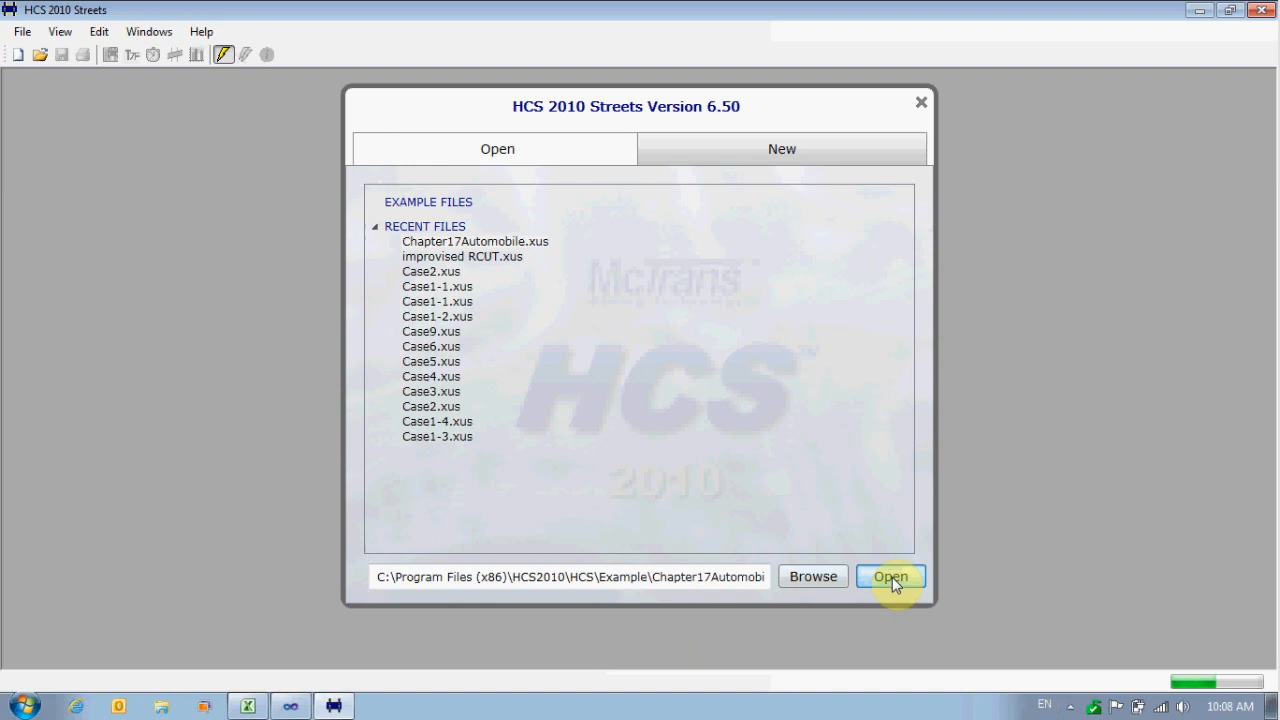 HCS 2010 Streets
File View Edit Windows Help
HCS 2010 Streets Version 6.50
Open New
EXAMPLE FILES
RECENT FILES
Chapter17Automobile.xus
improvised RCUT.xus
Case2.xus
Case1-1.xus
Case1-1.xus
Case1-2.xus
Case9.xus
Case6.xus
Case5.xus
Case4.xus
Case3.xus
Case2.xus
Case1-4.xus
Case1-3.xus
McTrans
HCS™
2010
C:\Program Files (x86)\HCS2010\HCS\Example\Chapter17Automobi Browse Open
EN 10:08 AM